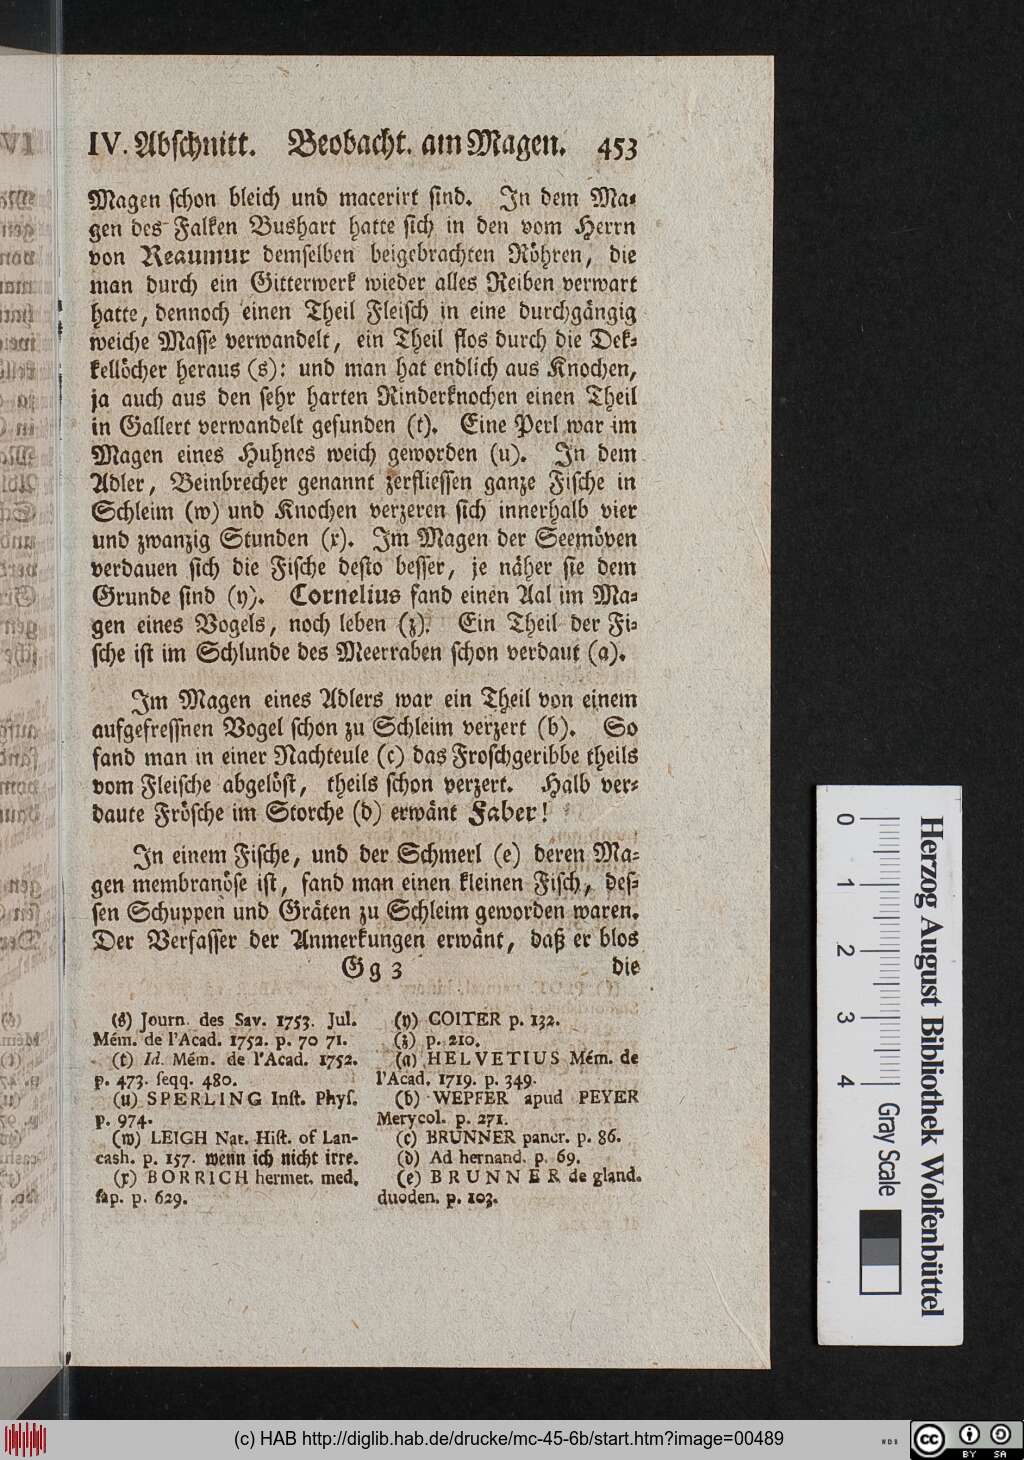 IV. Abschnitt. Beobacht. am Magen. 453
Magen schon bleich und macerirt sind. In dem Ma-
gen des Falken Bushart hatte sich in den vom Herrn
von Reaumur demselben beigebrachten Röhren, die
man durch ein Gitterwerk wieder alles Reiben verwart
hatte, dennoch einen Theil Fleisch in eine durchgängig
weiche Masse verwandelt, ein Theil flos durch die Dek-
kellöcher heraus (s): und man hat endlich aus Knochen,
ja auch aus den sehr harten Rinderknochen einen Theil
in Gallert verwandelt gefunden (t). Eine Perl war im
Magen eines Huhnes weich geworden (u). In dem
Adler, Beinbrecher genannt zerfliessen ganze Fische in
Schleim (w) und Knochen verzeren sich innerhalb vier
und zwanzig Stunden (x). Im Magen der Seemöven
verdauen sich die Fische desto besser, je näher sie dem
Grunde sind (y). Cornelius fand einen Aal im Ma-
gen eines Vogels, noch leben (z). Ein Theil der Fi-
sche ist im Schlunde des Meerraben schon verdaut (a).
Im Magen eines Adlers war ein Theil von einem
aufgefressnen Vogel schon zu Schleim verzert (b). So
fand man in einer Nachteule (c) das Froschgeribbe theils
vom Fleische abgelöst, theils schon verzert. Halb ver-
daute Frösche im Storche (d) erwänt Faber!
In einem Fische, und der Schmerl (e) deren Ma-
gen membranöse ist, fand man einen kleinen Fisch, des-
sen Schuppen und Gräten zu Schleim geworden waren.
Der Verfasser der Anmerkungen erwänt, daß er blos
Gg 3 die
(s) Journ. des Sav. 1753. Jul.
Mém. de l'Acad. 1752. p. 70 71.
(t) Id. Mém. de l'Acad. 1752.
p. 473. seqq. 480.
(u) SPERLING Inst. Phys.
p. 974.
(w) LEIGH Nat. Hist. of Lan-
cash. p. 157. wenn ich nicht irre.
(x) BORRICH hermet. med.
sap. p. 629.
(y) COITER p. 132.
(z) p. 210.
(a) HELVETIUS Mém. de
l'Acad. 1719. p. 349.
(b) WEPFER apud PEYER
Merycol. p. 271.
(c) BRUNNER pancr. p. 86.
(d) Ad hernand. p. 69.
(e) BRUNNER de gland.
duoden. p. 103.
0 1 2 3 4
Herzog August Bibliothek Wolfenbüttel
Gray Scale
(c) HAB http://diglib.hab.de/drucke/mc-45-6b/start.htm?image=00489
cc BY SA